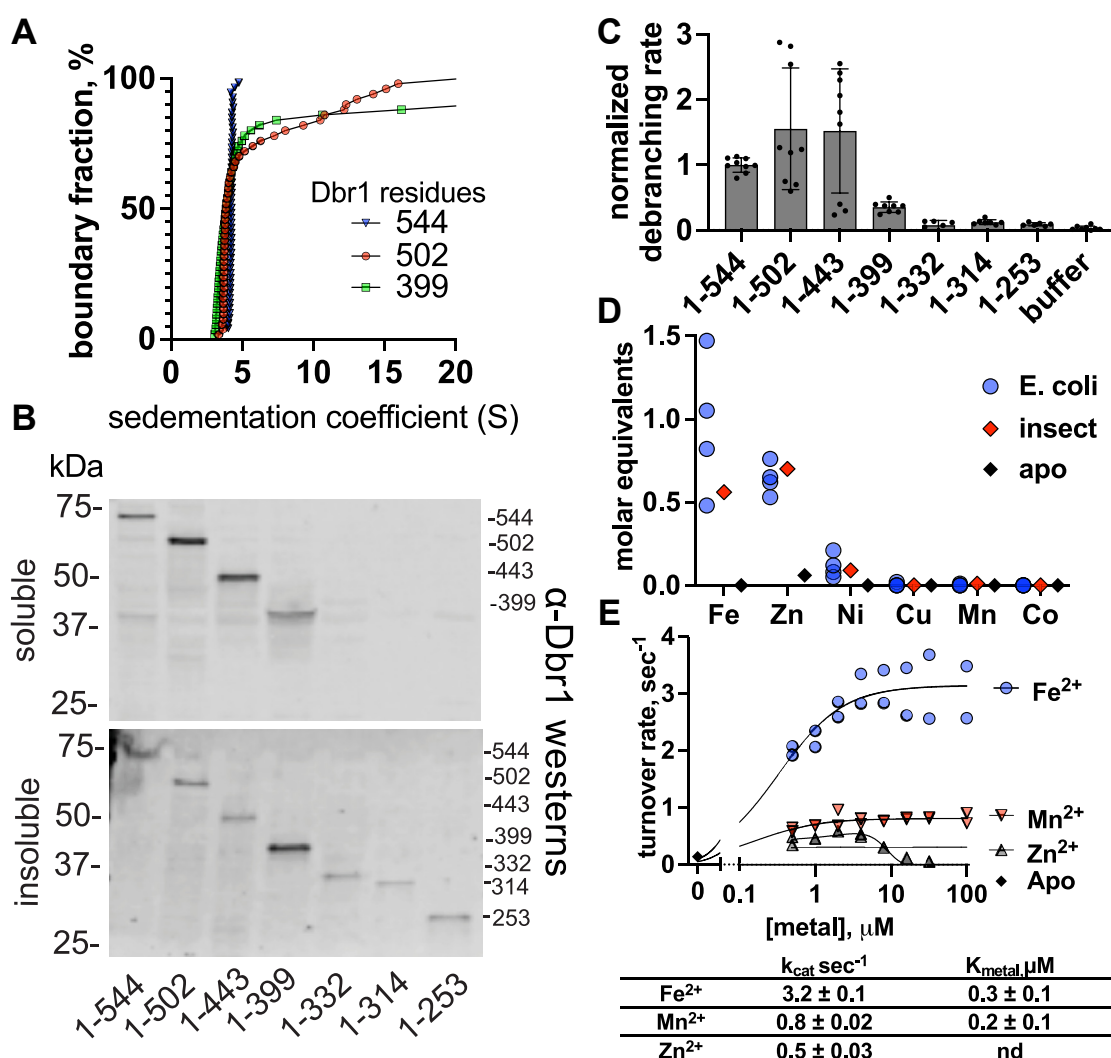 A
boundary fraction, %
100
50
0
0
5
10
15
20
sedementation coefficient (S)
Dbr1 residues
544
502
399
B
kDa
soluble
75-
50-
37-
25-
-544
-502
-443
-399
insoluble
75-
50-
37-
25-
-544
-502
-443
-399
-332
-314
-253
α-Dbr1 westerns
1-544
1-502
1-443
1-399
1-332
1-314
1-253
C
normalized
debranching rate
3
2
1
0
1-544
1-502
1-443
1-399
1-332
1-314
1-253
buffer
D
molar equivalents
1.5
1.0
0.5
0.0
E. coli
insect
apo
Fe
Zn
Ni
Cu
Mn
Co
E
turnover rate, sec-1
4
3
2
1
0
Fe2+
Mn2+
Zn2+
Apo
0
0.1
1
10
100
[metal], μM
kcat sec-1
Kmetal,μM
Fe2+
3.2 ± 0.1
0.3 ± 0.1
Mn2+
0.8 ± 0.02
0.2 ± 0.1
Zn2+
0.5 ± 0.03
nd